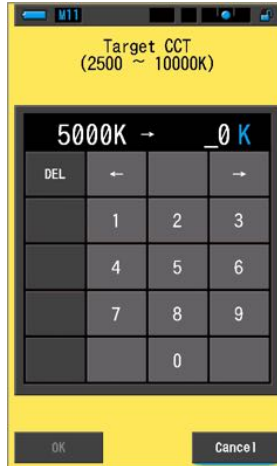 M11
Target CCT
(2500 ~ 10000K)
5000K → _0 K
DEL ← →
1 2 3
4 5 6
7 8 9
0
OK Cancel